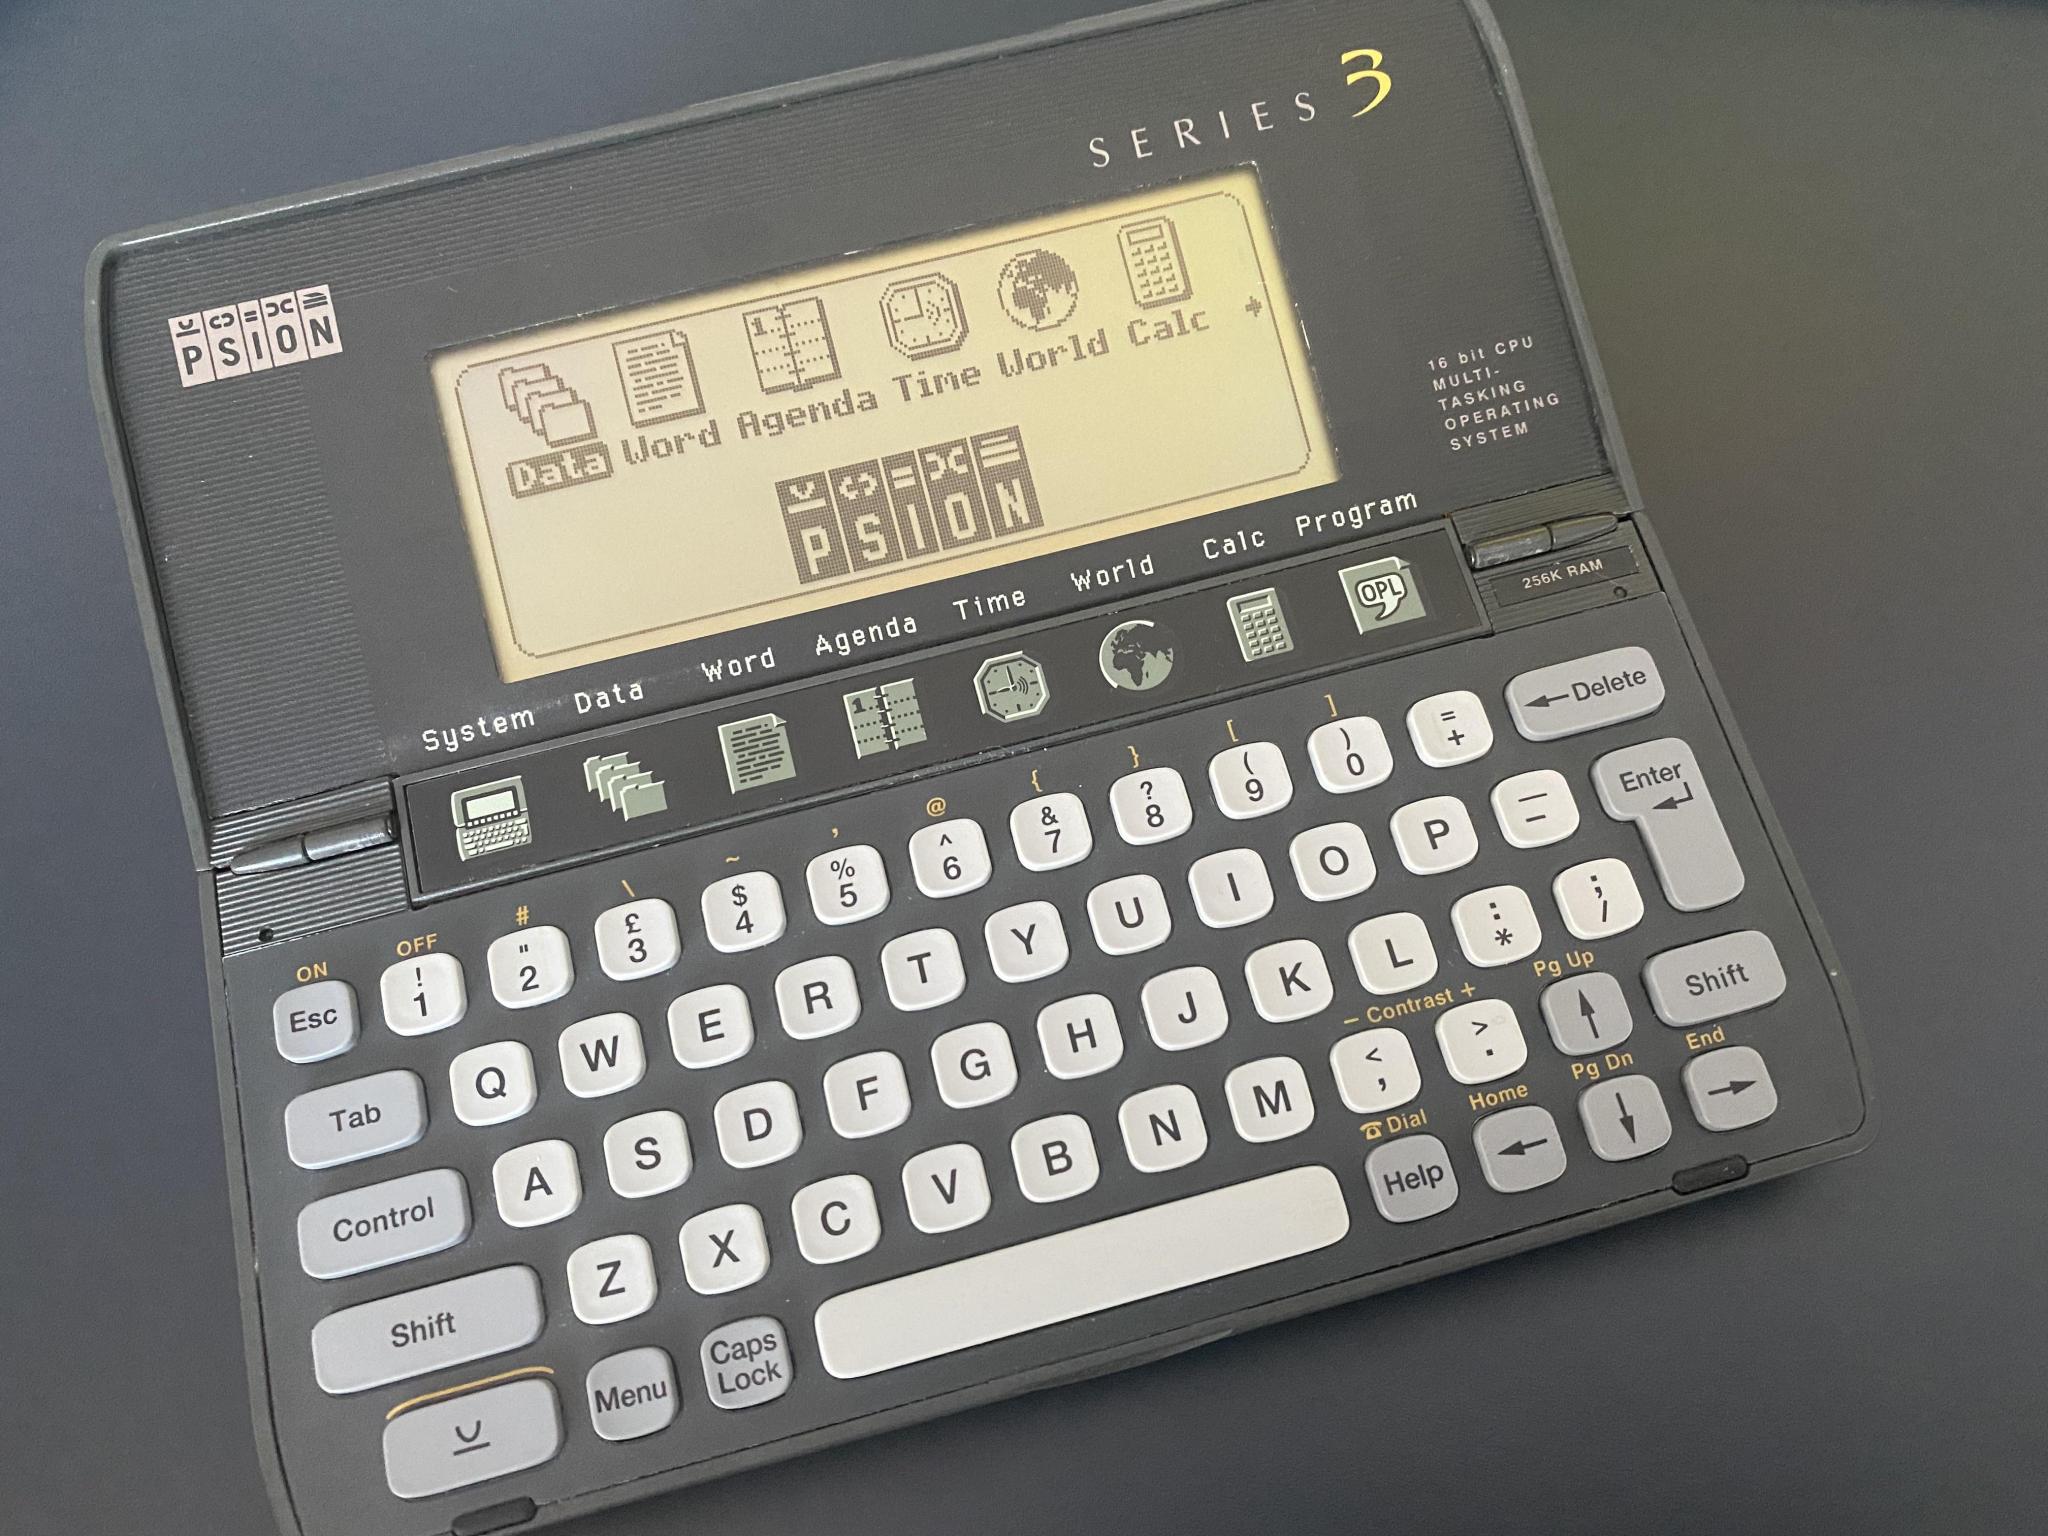 SERIES 3
PSION
16 bit CPU
MULTI-
TASKING
OPERATING
SYSTEM
1
Data Word Agenda Time World Calc
PSION
System Data Word Agenda Time World Calc Program
1
OPL
256K RAM
ON OFF # \ ~ ' @ { } [ ]
Esc ! 1 " 2 £ 3 $ 4 % 5 ^ 6 & 7 ? 8 ( 9 ) 0 = + ← Delete
Tab Q W E R T Y U I O P — – Enter ↵
Control A S D F G H J K L : * ; /
– Contrast + Pg Up
Shift Z X C V B N M < , > . ↑ Shift
☎Dial Home Pg Dn End
Menu Caps Lock Help ← ↓ →